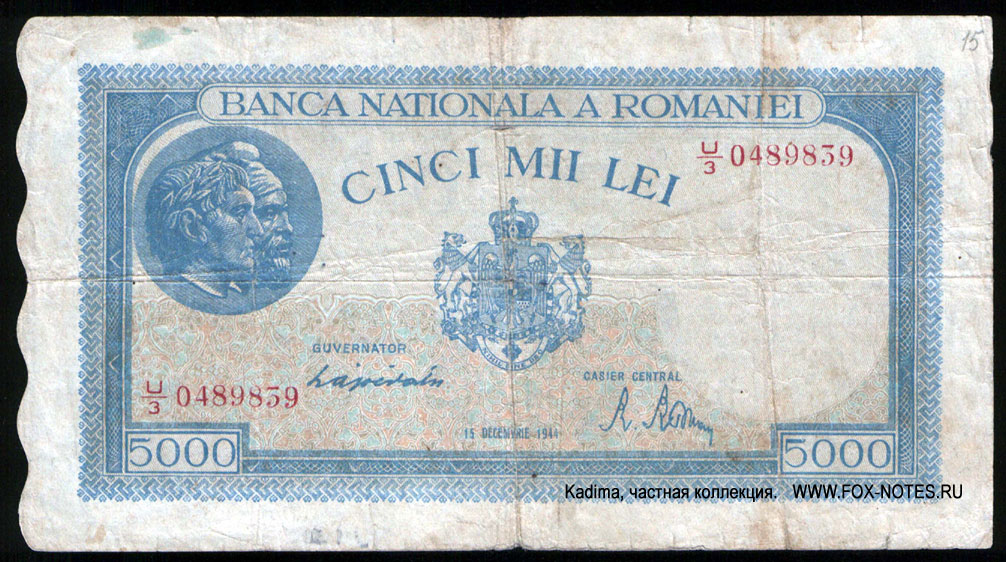 15
BANCA NATIONALA A ROMANIEI
CINCI MII LEI
U/3 0489839
GUVERNATOR
CASIER CENTRAL
U/3 0489839
15 DECEMVRIE 1944
5000 5000
Kadima, частная коллекция. WWW.FOX-NOTES.РУ